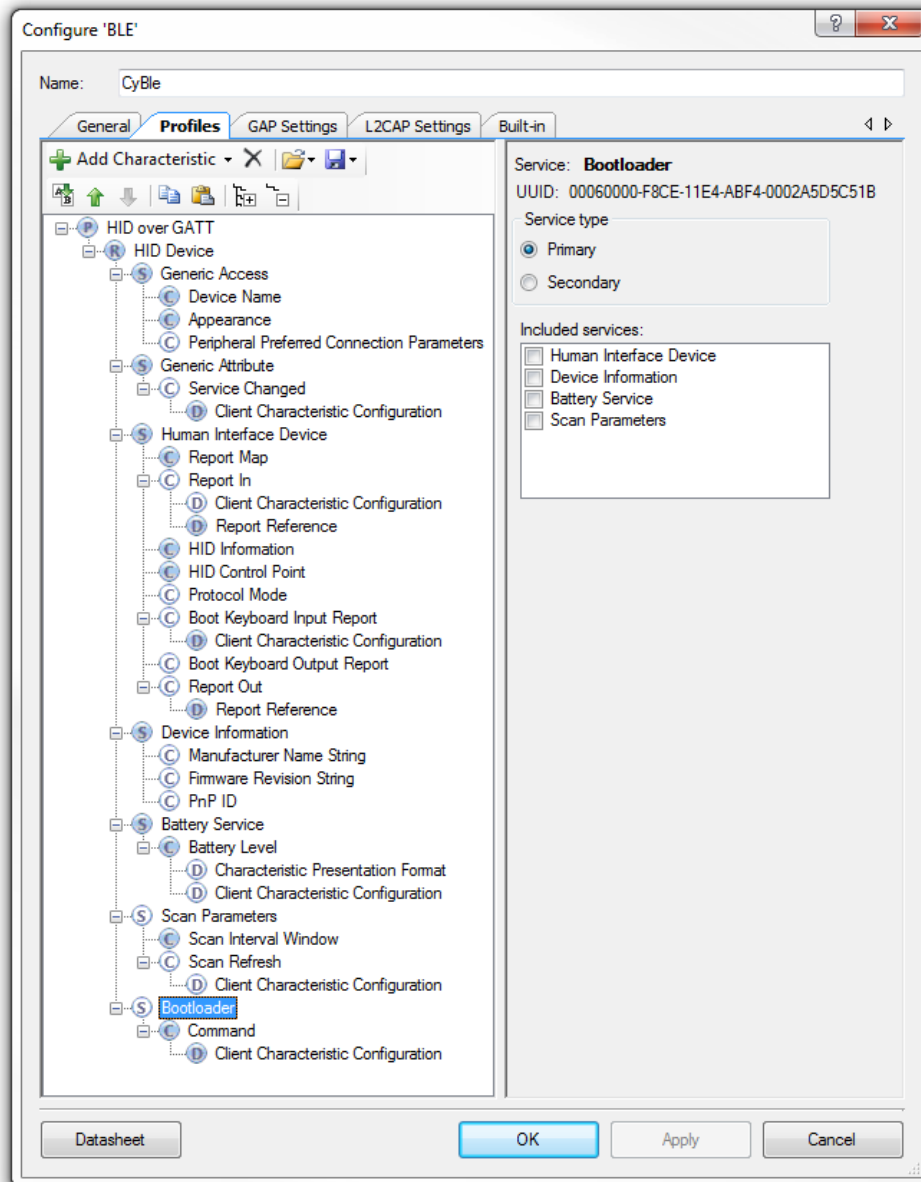 Configure 'BLE'
Name: CyBle
General Profiles GAP Settings L2CAP Settings Built-in
Add Characteristic
P HID over GATT
R HID Device
S Generic Access
C Device Name
C Appearance
C Peripheral Preferred Connection Parameters
S Generic Attribute
C Service Changed
D Client Characteristic Configuration
S Human Interface Device
C Report Map
C Report In
D Client Characteristic Configuration
D Report Reference
C HID Information
C HID Control Point
C Protocol Mode
C Boot Keyboard Input Report
D Client Characteristic Configuration
C Boot Keyboard Output Report
C Report Out
D Report Reference
S Device Information
C Manufacturer Name String
C Firmware Revision String
C PnP ID
S Battery Service
C Battery Level
D Characteristic Presentation Format
D Client Characteristic Configuration
S Scan Parameters
C Scan Interval Window
C Scan Refresh
D Client Characteristic Configuration
S Bootloader
C Command
D Client Characteristic Configuration
Service: Bootloader
UUID: 00060000-F8CE-11E4-ABF4-0002A5D5C51B
Service type
Primary
Secondary
Included services:
Human Interface Device
Device Information
Battery Service
Scan Parameters
Datasheet OK Apply Cancel